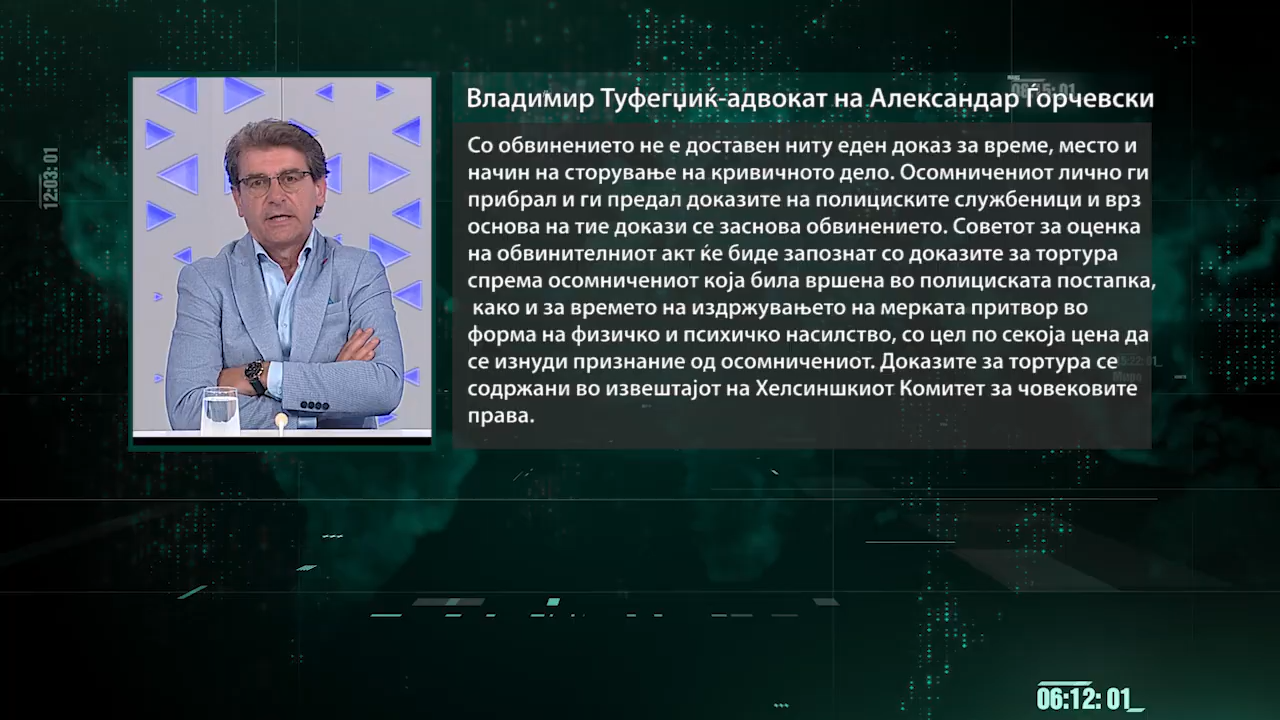 Владимир Туфегџиќ-адвокат на Александар Ѓорчевски
Со обвинението не е доставен ниту еден доказ за време, место и
начин на сторување на кривичното дело. Осомничениот лично ги
прибрал и ги предал доказите на полициските службеници и врз
основа на тие докази се заснова обвинението. Советот за оценка
на обвинителниот акт ќе биде запознат со доказите за тортура
спрема осомничениот која била вршена во полициската постапка,
како и за времето на издржувањето на мерката притвор во
форма на физичко и психичко насилство, со цел по секоја цена да
се изнуди признание од осомничениот. Доказите за тортура се
содржани во извештајот на Хелсиншкиот Комитет за човековите
права.
12:03: 01
06:12: 01_